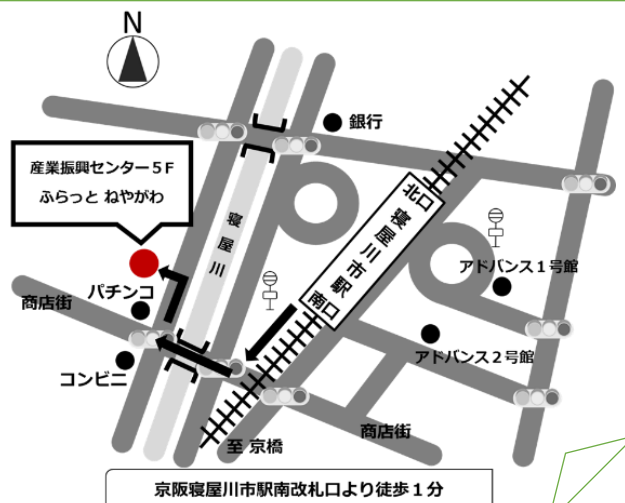 N
銀行
産業振興センター5F
ふらっと ねやがわ
寝屋川
北口
寝屋川市駅
南口
アドバンス1号館
パチンコ
商店街
アドバンス2号館
コンビニ
商店街
至 京橋
京阪寝屋川市駅南改札口より徒歩1分